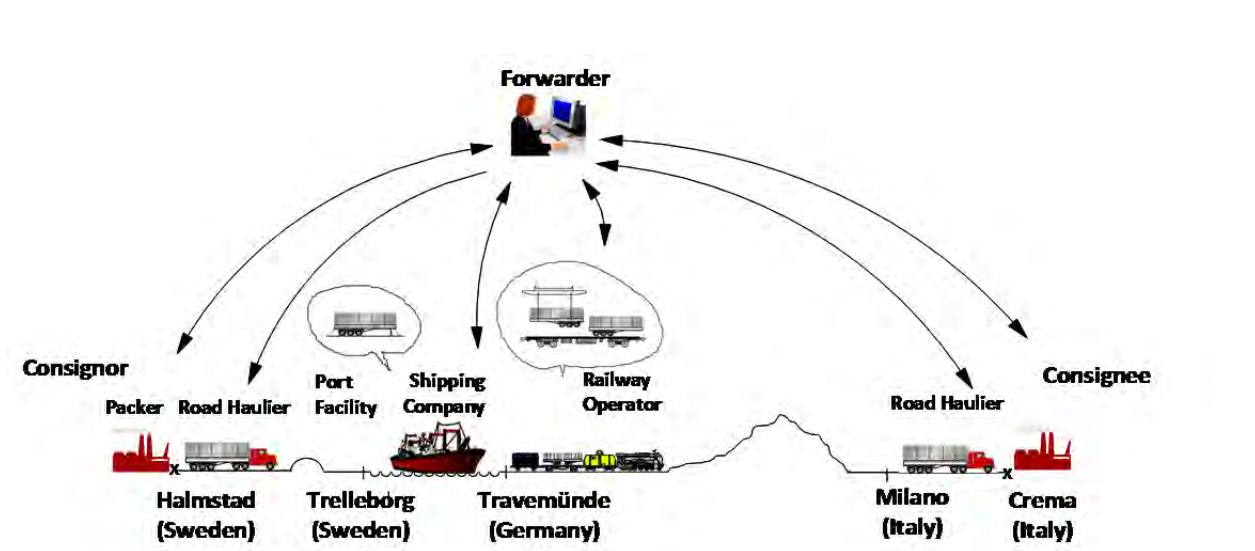 Forwarder
Consignor
Consignee
Port
Facility
Shipping
Company
Railway
Operator
Packer
Road Haulier
Road Haulier
x
x
Halmstad
(Sweden)
Trelleborg
(Sweden)
Travemünde
(Germany)
Milano
(Italy)
Crema
(Italy)